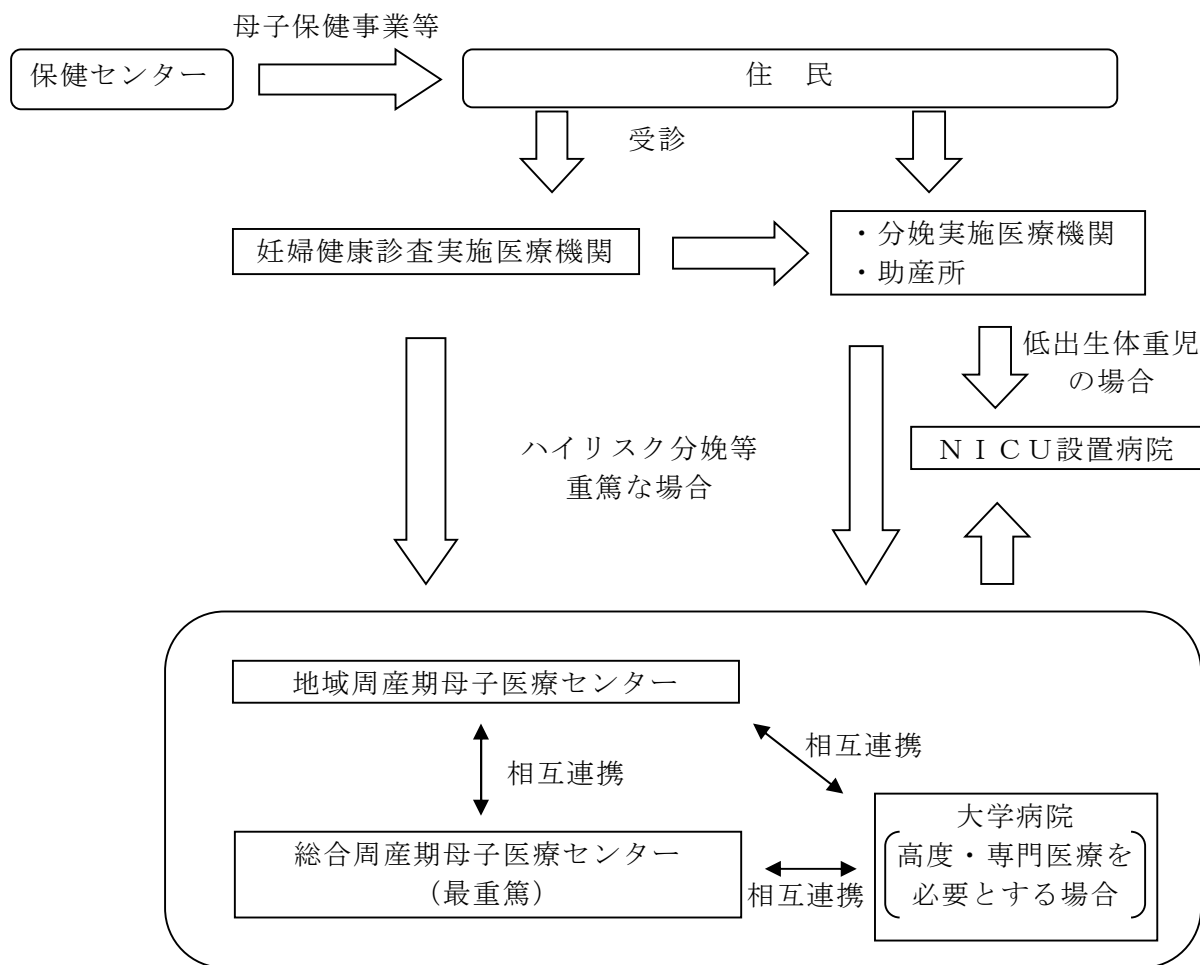 母子保健事業等
保健センター
住　民
受診
妊婦健康診査実施医療機関
・分娩実施医療機関
・助産所
低出生体重児
の場合
ＮＩＣＵ設置病院
ハイリスク分娩等
重篤な場合
地域周産期母子医療センター
相互連携
相互連携
総合周産期母子医療センター
（最重篤）
相互連携
大学病院
高度・専門医療を
必要とする場合